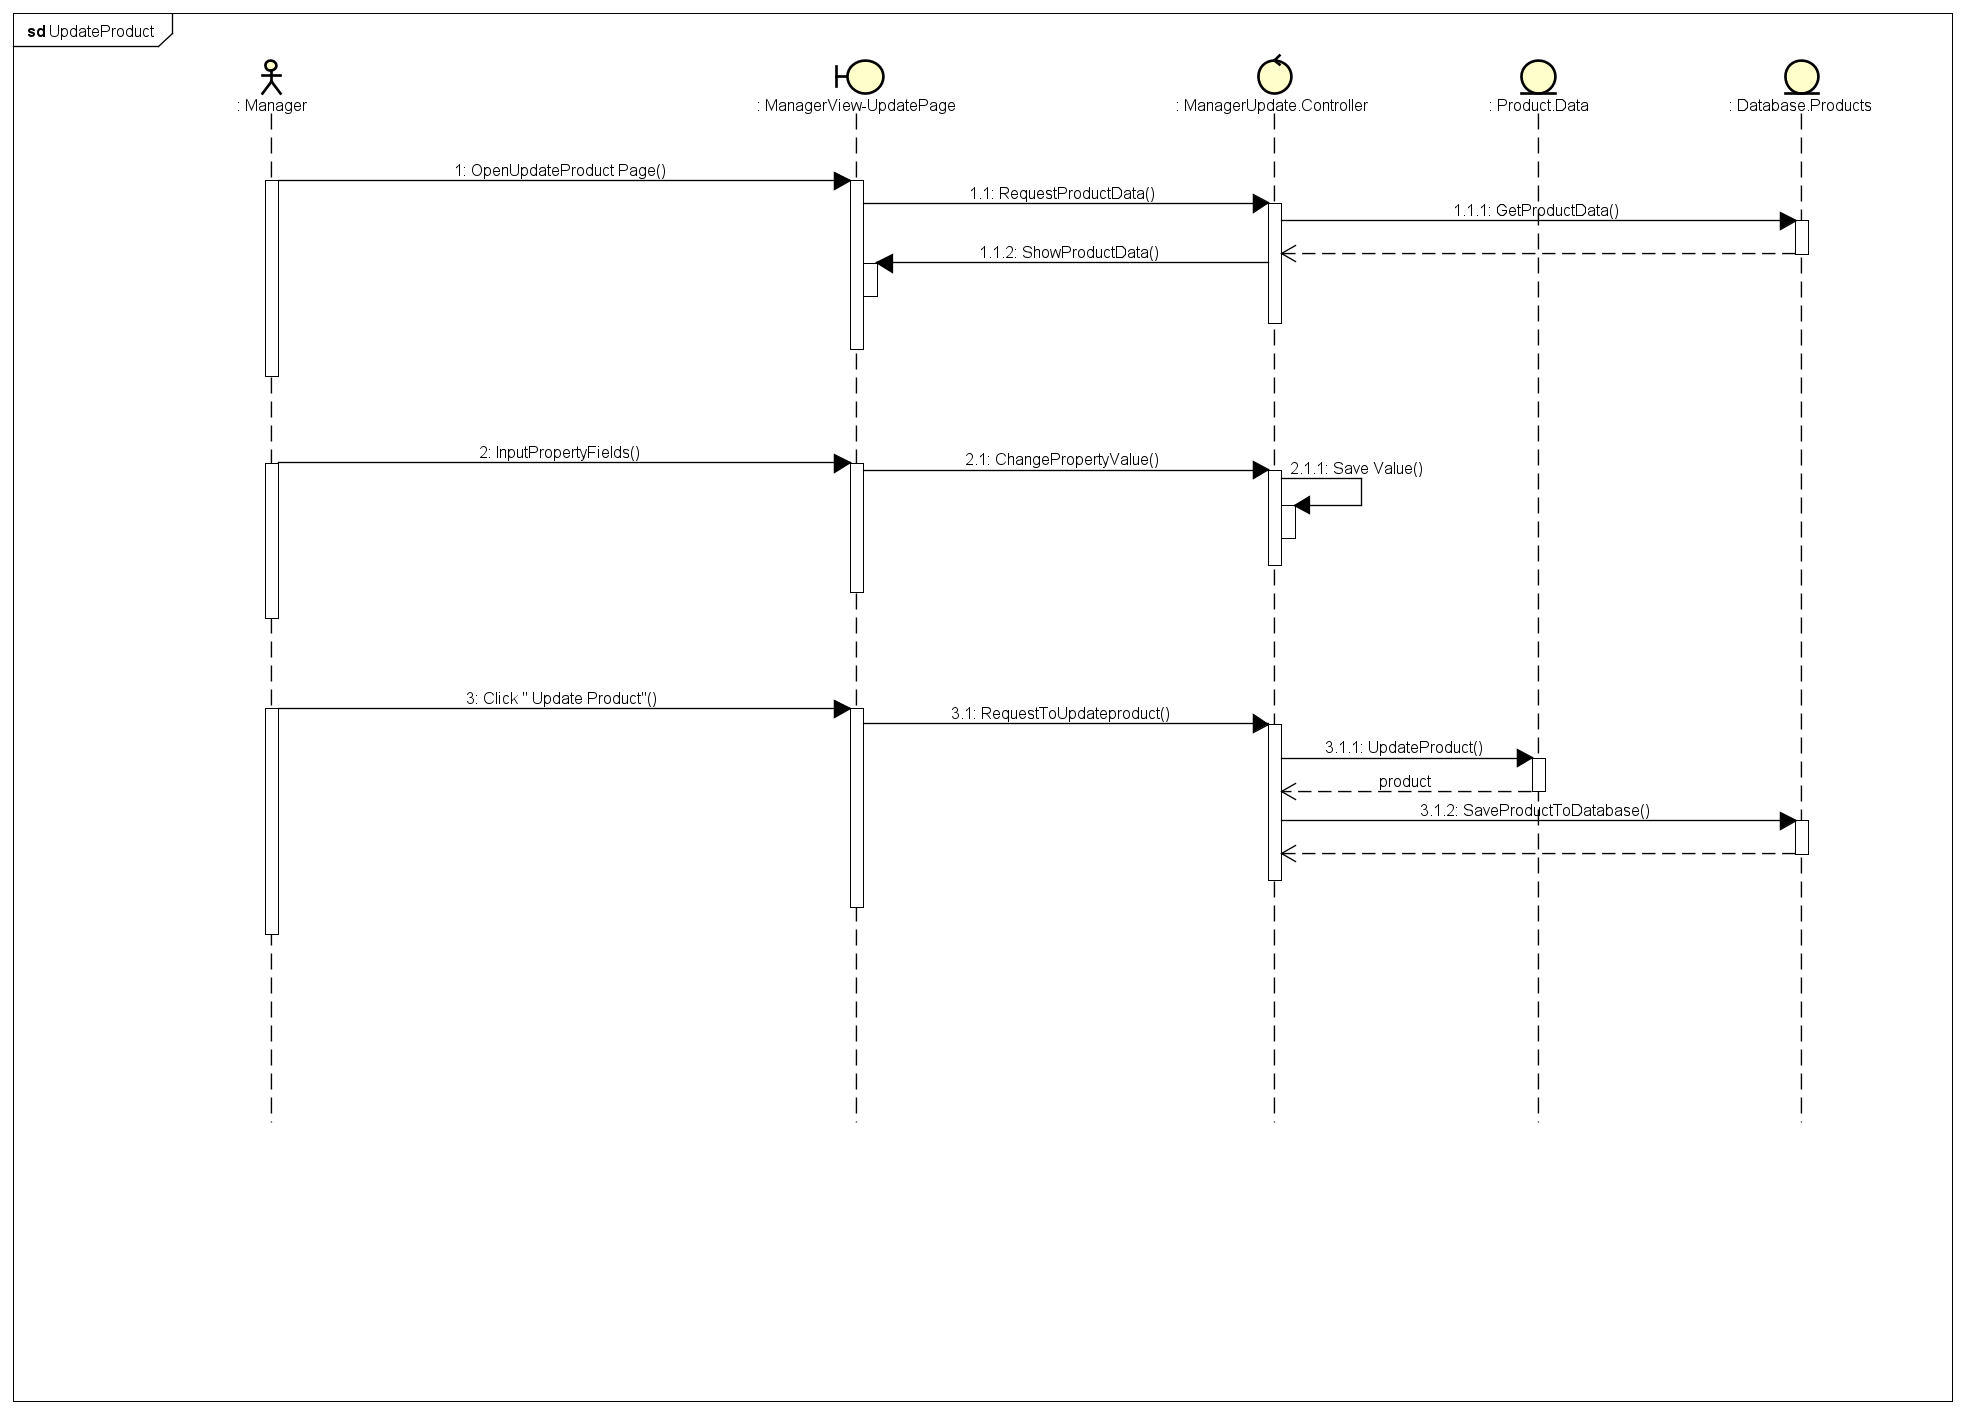 sd UpdateProduct
: Manager
: ManagerView-UpdatePage
: ManagerUpdate.Controller
: Product.Data
: Database.Products
1: OpenUpdateProduct Page()
1.1: RequestProductData()
1.1.1: GetProductData()
1.1.2: ShowProductData()
2: InputPropertyFields()
2.1: ChangePropertyValue()
2.1.1: Save Value()
3: Click " Update Product"()
3.1: RequestToUpdateproduct()
3.1.1: UpdateProduct()
product
3.1.2: SaveProductToDatabase()